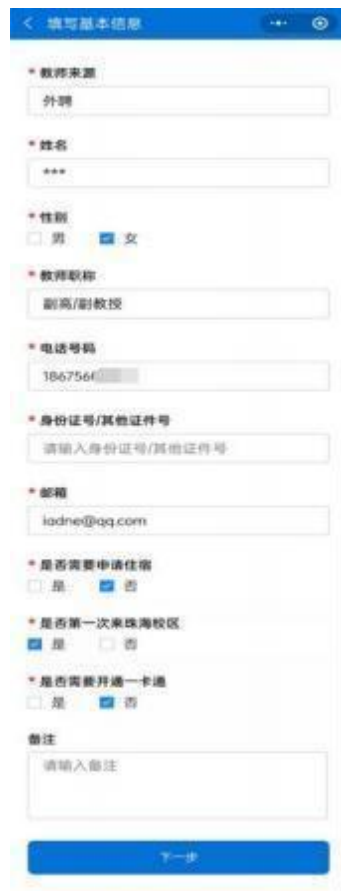 填写基本信息
* 教师来源
外聘
* 姓名
***
* 性别
男 女
* 教师职称
副高/副教授
* 电话号码
186756
* 身份证号/其他证件号
请输入身份证号/其他证件号
* 邮箱
iadne@qq.com
* 是否需要申请住宿
是 否
* 是否第一次来珠海校区
是 否
* 是否需要开通一卡通
是 否
备注
请输入备注
下一步